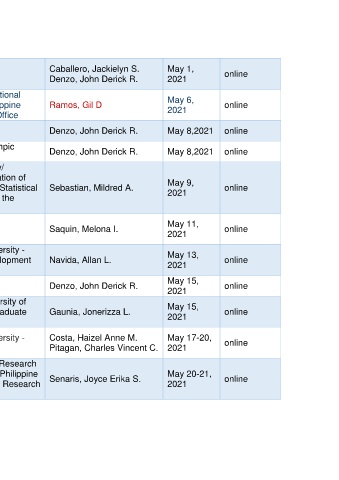 Caballero, Jackielyn S.
Denzo, John Derick R.
May 1,
2021
online
tional
ppine
Office
Ramos, Gil D
May 6,
2021
online
Denzo, John Derick R.
May 8,2021
online
mpic
Denzo, John Derick R.
May 8,2021
online
y/
ation of
Statistical
the
Sebastian, Mildred A.
May 9,
2021
online
Saquin, Melona I.
May 11,
2021
online
ersity -
lopment
Navida, Allan L.
May 13,
2021
online
Denzo, John Derick R.
May 15,
2021
online
rsity of
aduate
Gaunia, Jonerizza L.
May 15,
2021
online
ersity -
Costa, Haizel Anne M.
Pitagan, Charles Vincent C.
May 17-20,
2021
online
Research
Philippine
Research
Senaris, Joyce Erika S.
May 20-21,
2021
online